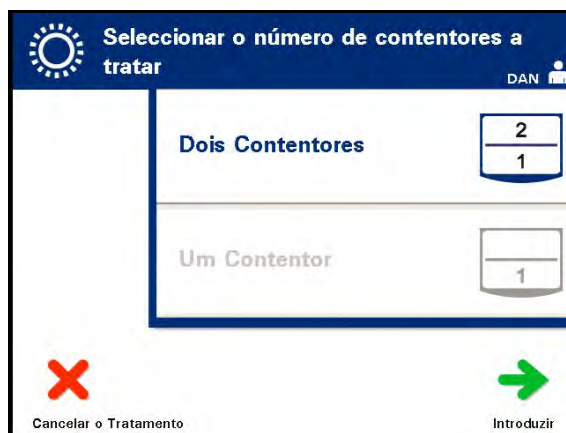 Seleccionar o número de contentores a
tratar
DAN
Dois Contentores
2
1
Um Contentor
1
Cancelar o Tratamento
Introduzir